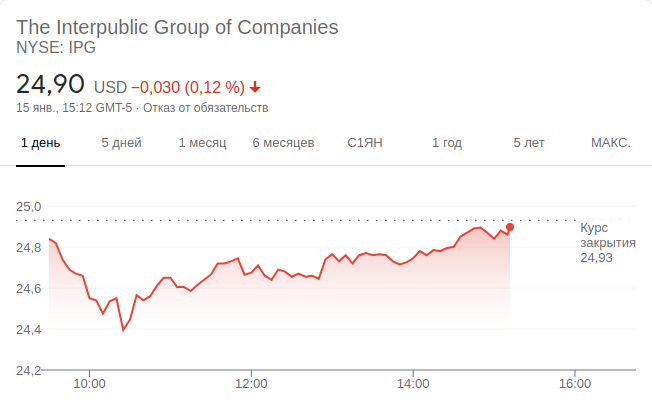 The Interpublic Group of Companies
NYSE: IPG
24,90 USD −0,030 (0,12 %)
15 янв., 15:12 GMT-5 · Отказ от обязательств
1 день 5 дней 1 месяц 6 месяцев С1ЯН 1 год 5 лет МАКС.
25,0
Курс
закрытия
24,93
24,8
24,6
24,4
24,2
10:00 12:00 14:00 16:00